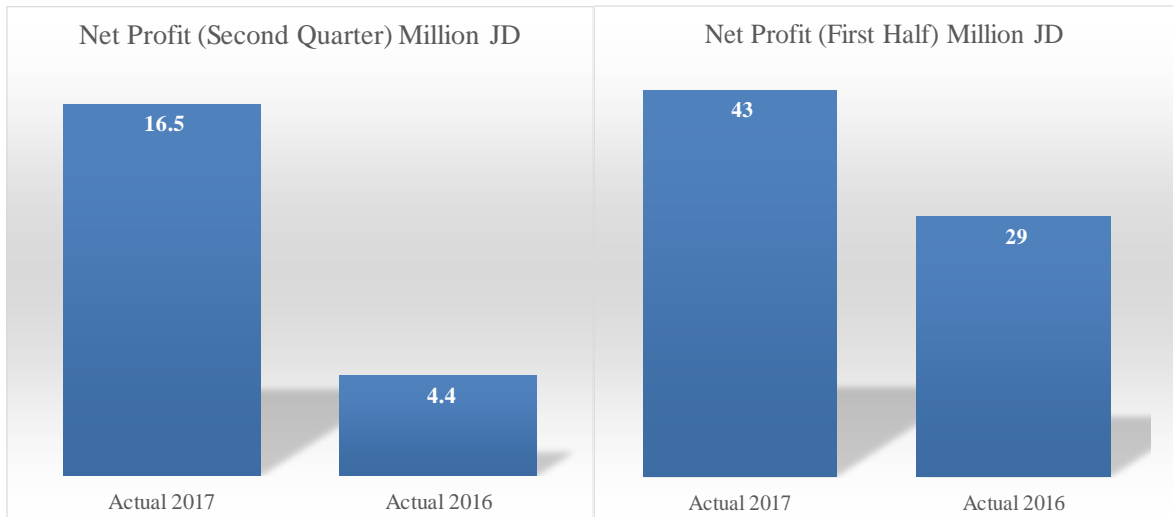 Net Profit (Second Quarter) Million JD
16.5
4.4
Actual 2017
Actual 2016
Net Profit (First Half) Million JD
43
29
Actual 2017
Actual 2016